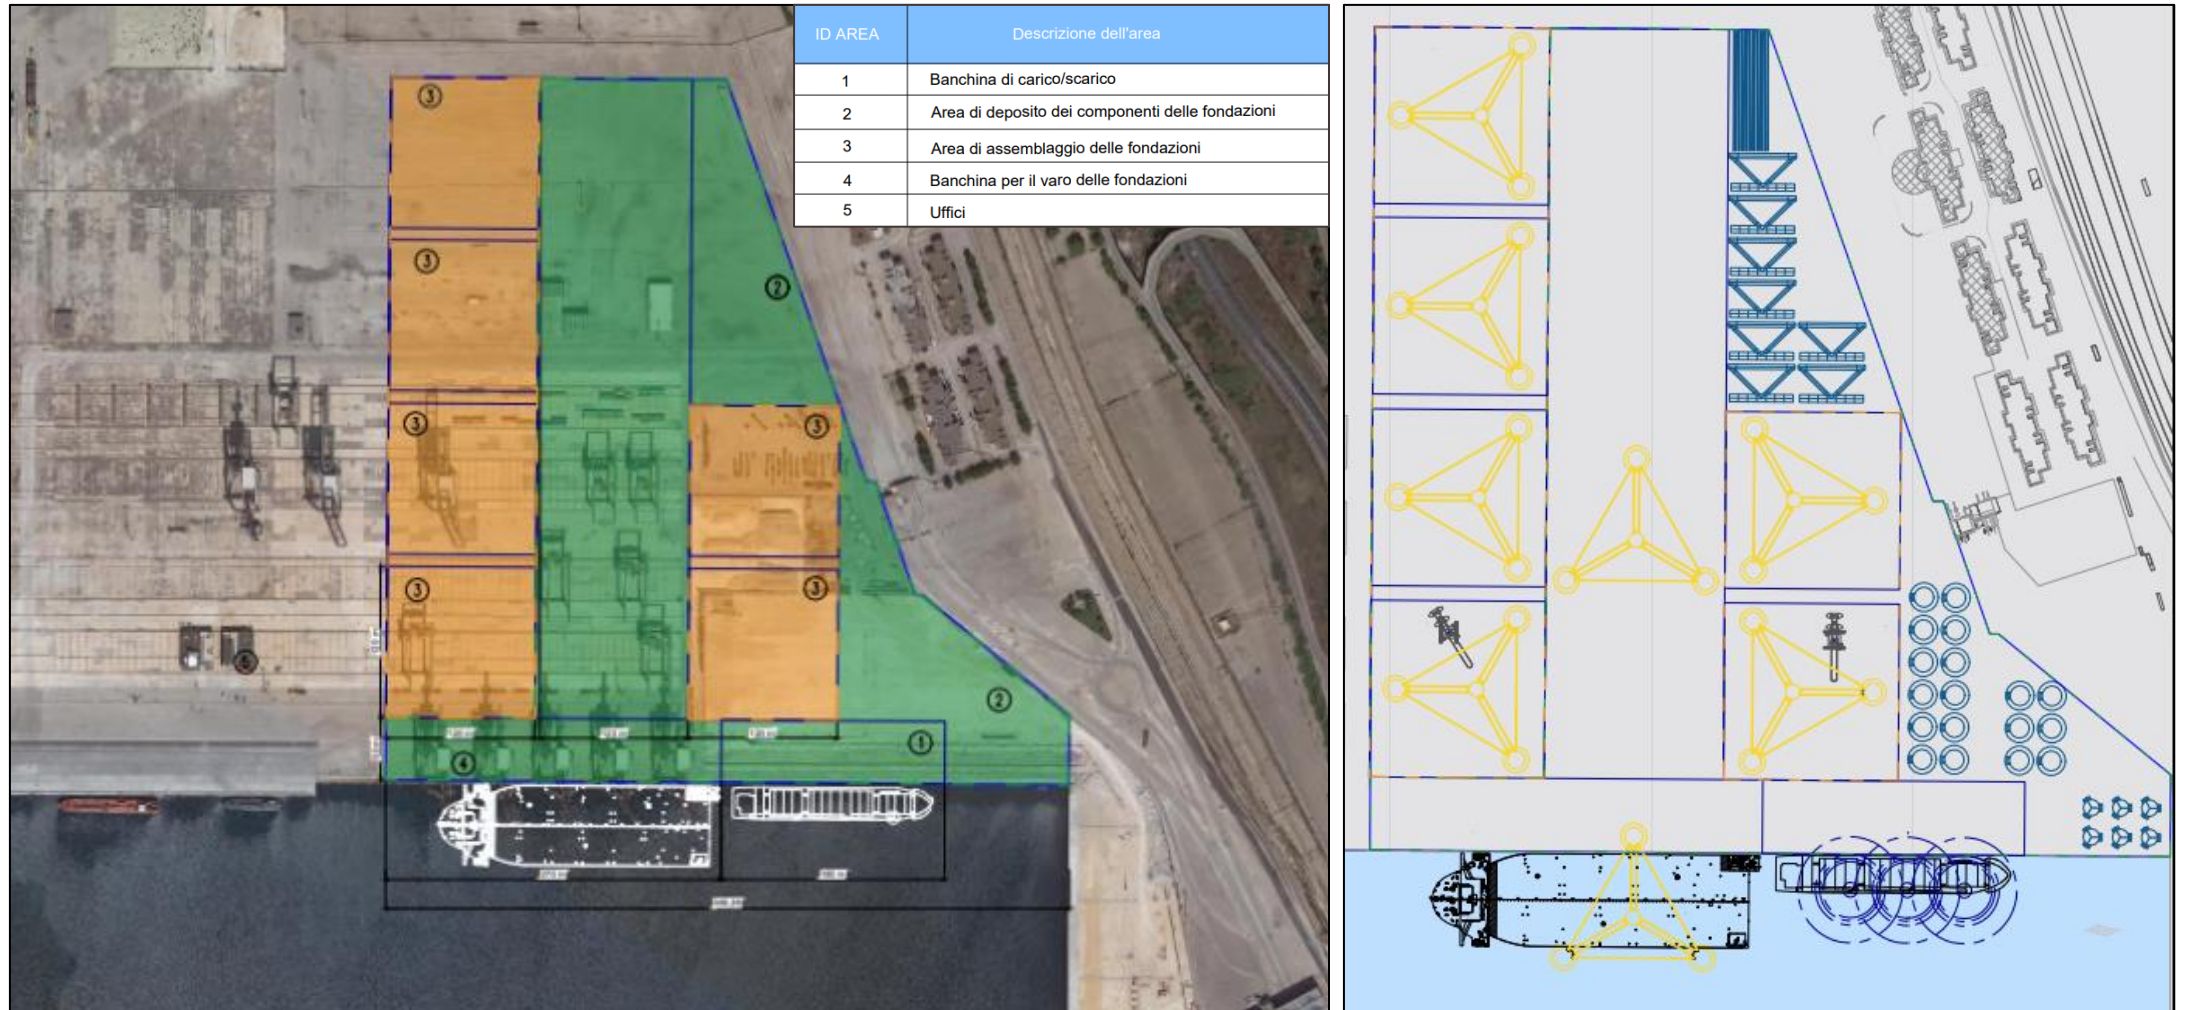 ID AREA Descrizione dell'area
1 Banchina di carico/scarico
2 Area di deposito dei componenti delle fondazioni
3 Area di assemblaggio delle fondazioni
4 Banchina per il varo delle fondazioni
5 Uffici
3
3
2
3
3
3
3
5
2
1
4